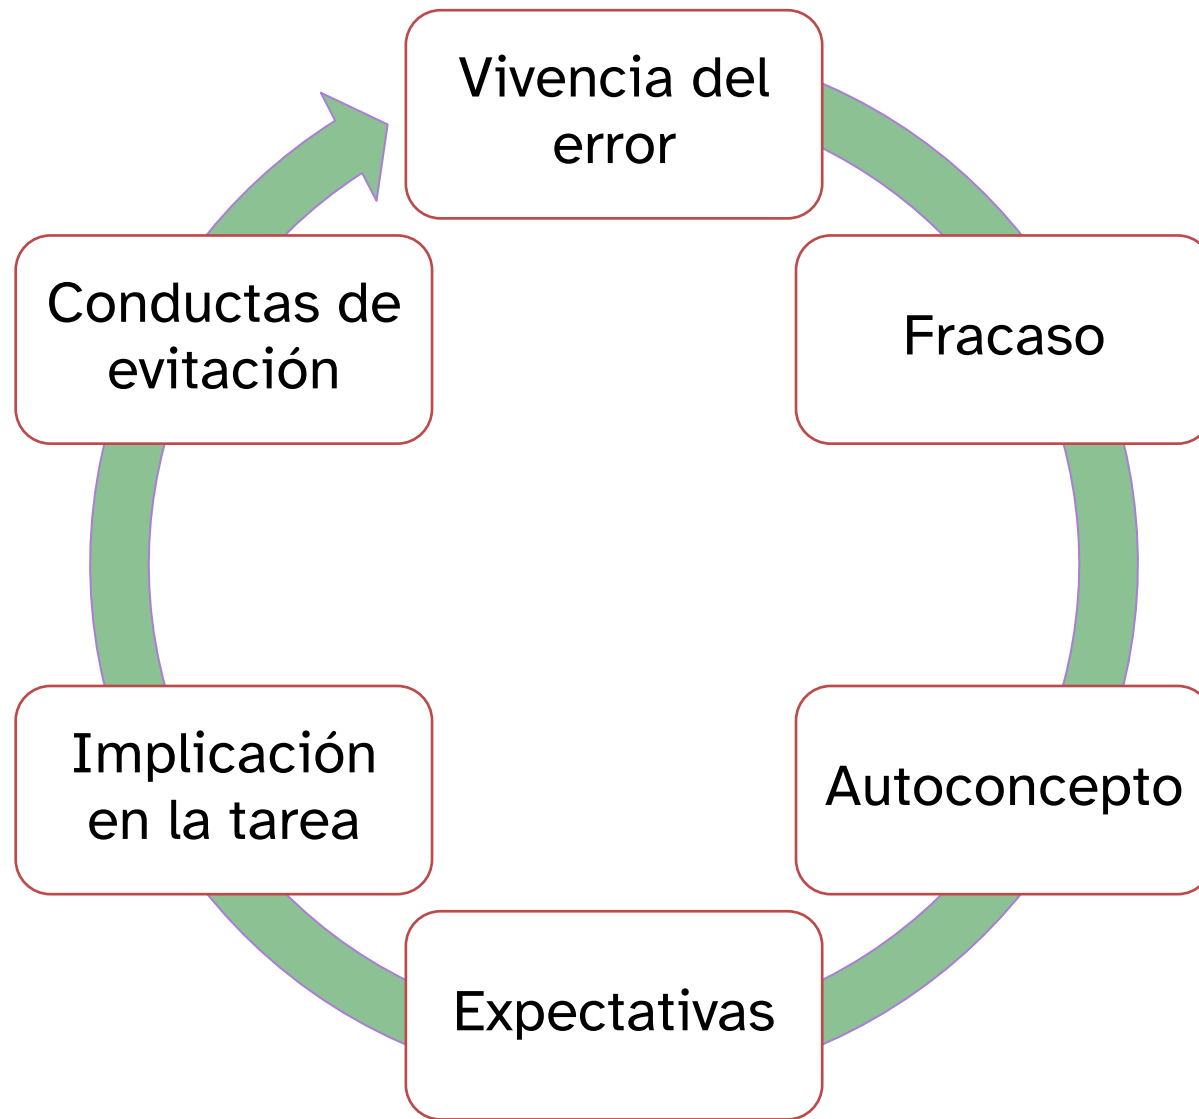 Vivencia del
error
Fracaso
Autoconcepto
Expectativas
Implicación
en la tarea
Conductas de
evitación